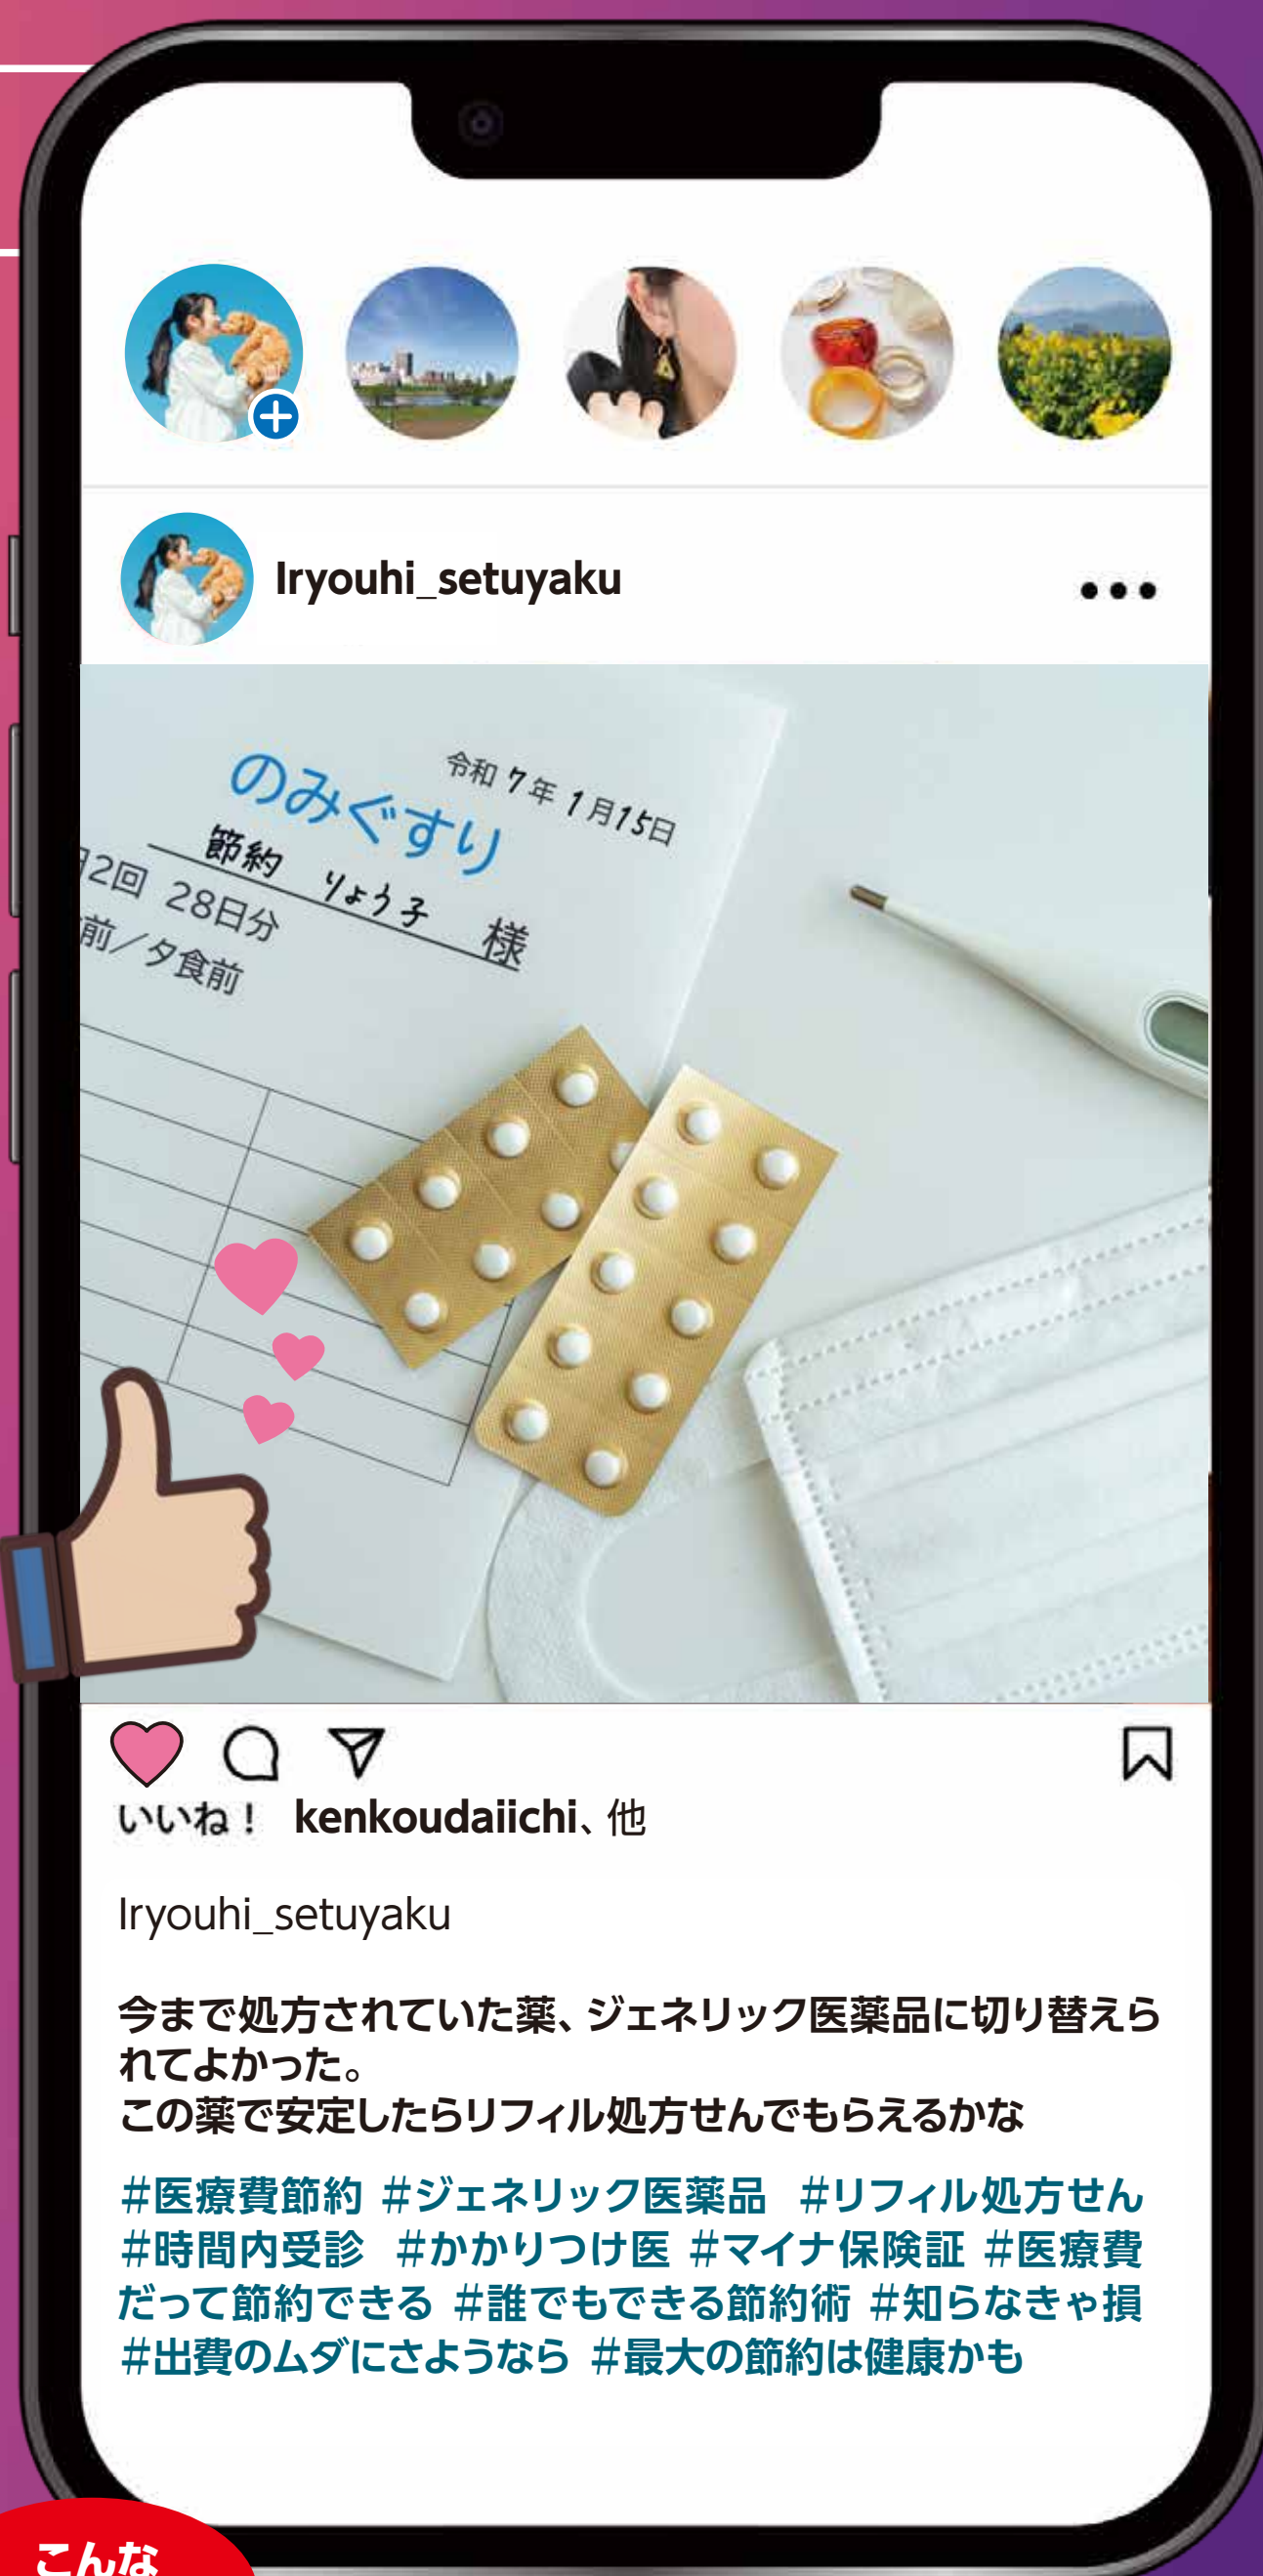 Iryouhi_setuyaku
令和 7年 1月15日
のみぐすり
節約 りょう子 様
2回 28日分
前／夕食前
いいね！ kenkoudaiichi、他
Iryouhi_setuyaku
今まで処方されていた薬、ジェネリック医薬品に切り替えら
れてよかった。
この薬で安定したらリフィル処方せんでもらえるかな
#医療費節約 #ジェネリック医薬品 #リフィル処方せん
#時間内受診 #かかりつけ医 #マイナ保険証 #医療費
だって節約できる #誰でもできる節約術 #知らなきゃ損
#出費のムダにさようなら #最大の節約は健康かも
こんな